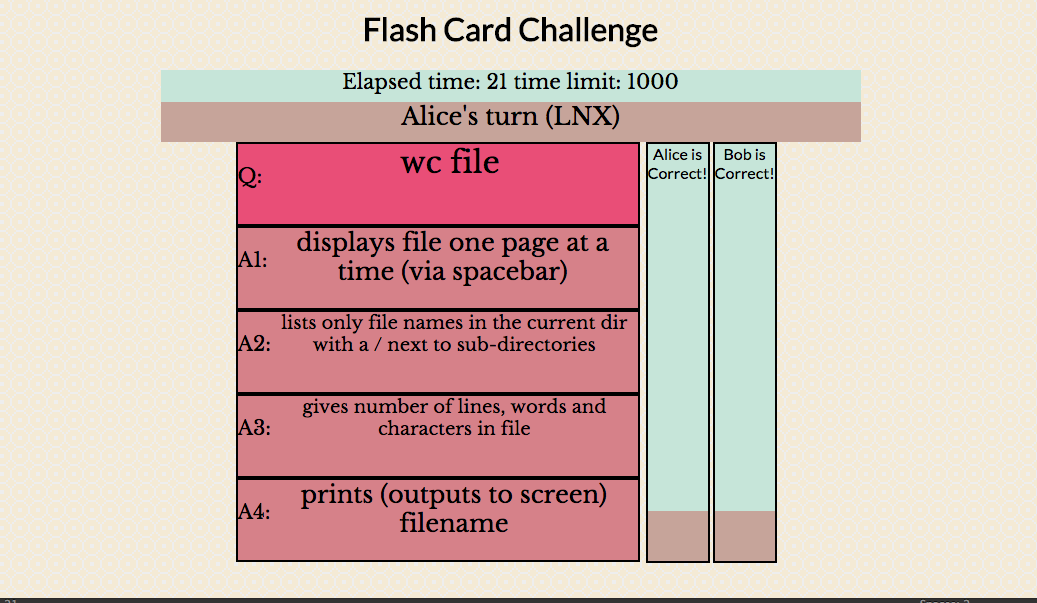 Flash Card Challenge
Elapsed time: 21 time limit: 1000
Alice's turn (LNX)
Q:
wc file
A1:
displays file one page at a
time (via spacebar)
A2:
lists only file names in the current dir
with a / next to sub-directories
A3:
gives number of lines, words and
characters in file
A4:
prints (outputs to screen)
filename
Alice is
Correct!
Bob is
Correct!